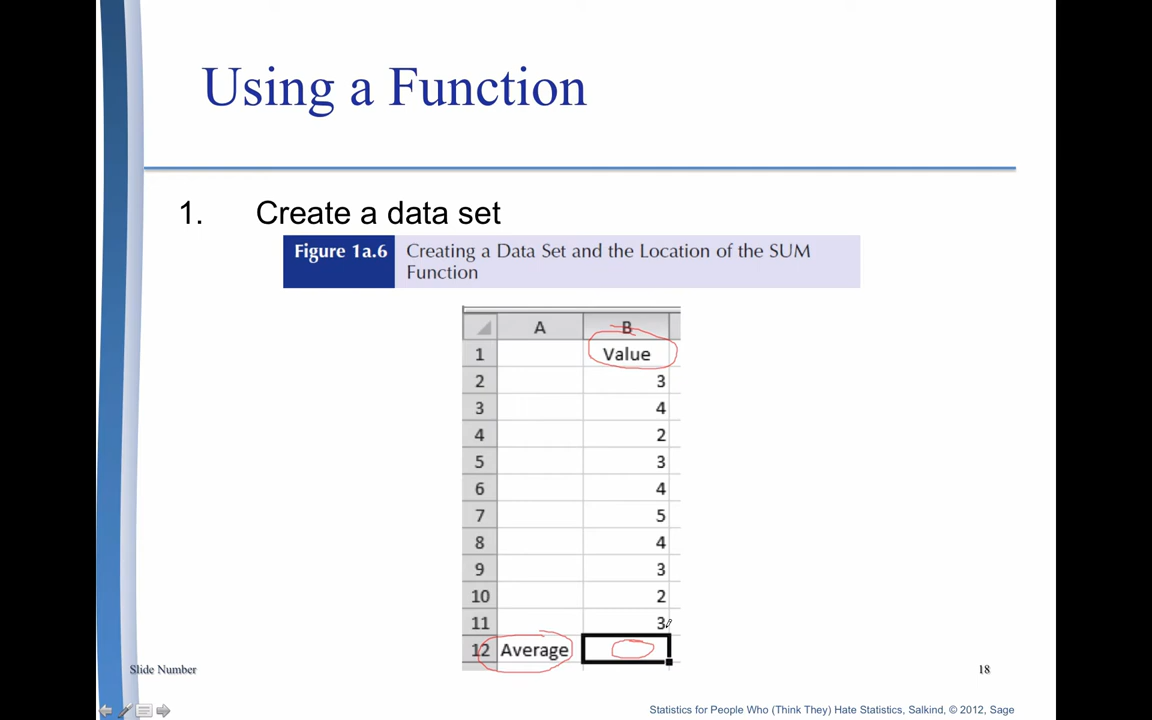 Using a Function
1. Create a data set
Figure 1a.6 Creating a Data Set and the Location of the SUM
Function
A B
1 Value
2 3
3 4
4 2
5 3
6 4
7 5
8 4
9 3
10 2
11 3
12 Average
Slide Number 18
Statistics for People Who (Think They) Hate Statistics, Salkind, © 2012, Sage